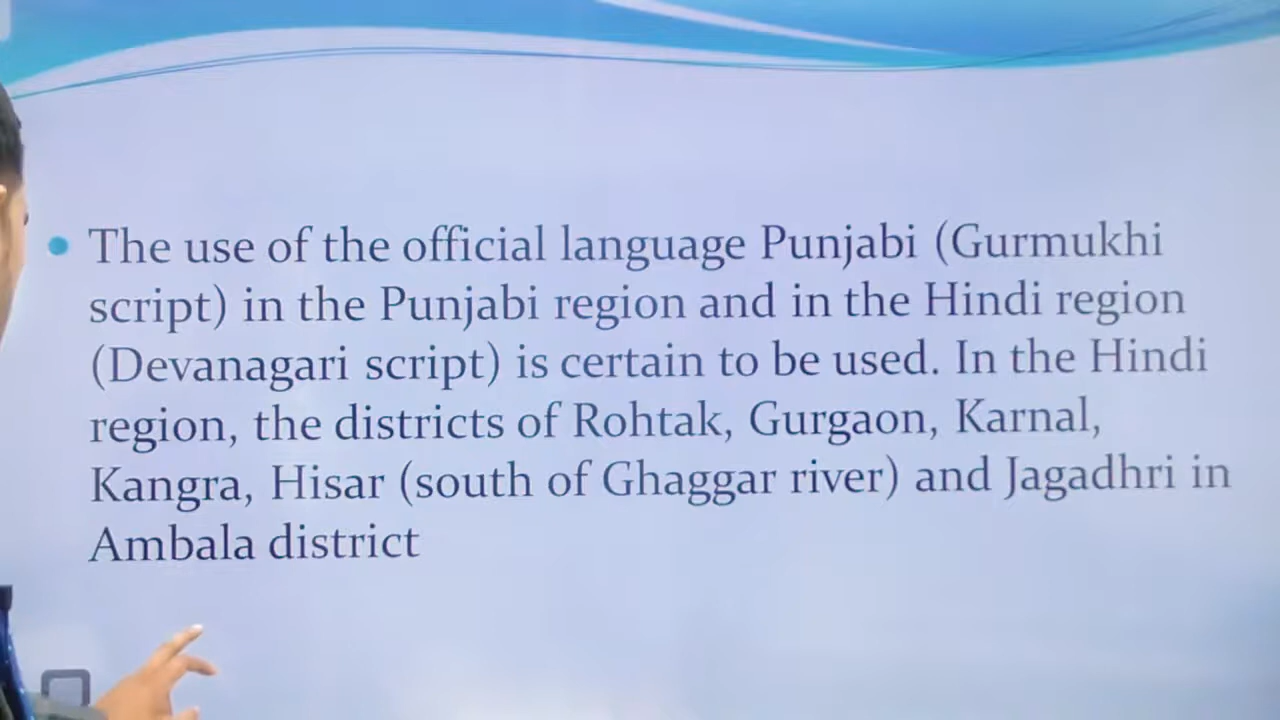 The use of the official language Punjabi (Gurmukhi
script) in the Punjabi region and in the Hindi region
(Devanagari script) is certain to be used. In the Hindi
region, the districts of Rohtak, Gurgaon, Karnal,
Kangra, Hisar (south of Ghaggar river) and Jagadhri in
Ambala district